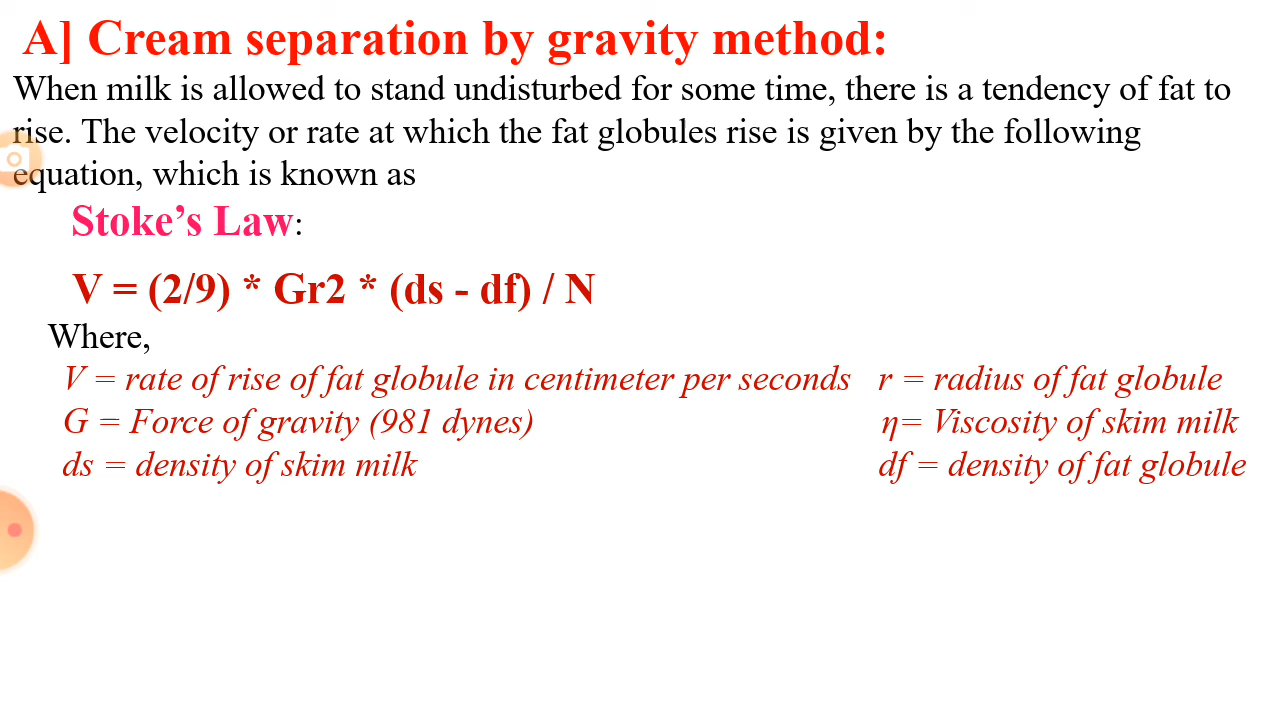 A] Cream separation by gravity method:
When milk is allowed to stand undisturbed for some time, there is a tendency of fat to
rise. The velocity or rate at which the fat globules rise is given by the following
equation, which is known as
Stoke’s Law:
V = (2/9) * Gr2 * (ds - df) / N
Where,
V = rate of rise of fat globule in centimeter per seconds r = radius of fat globule
G = Force of gravity (981 dynes) η= Viscosity of skim milk
ds = density of skim milk df = density of fat globule